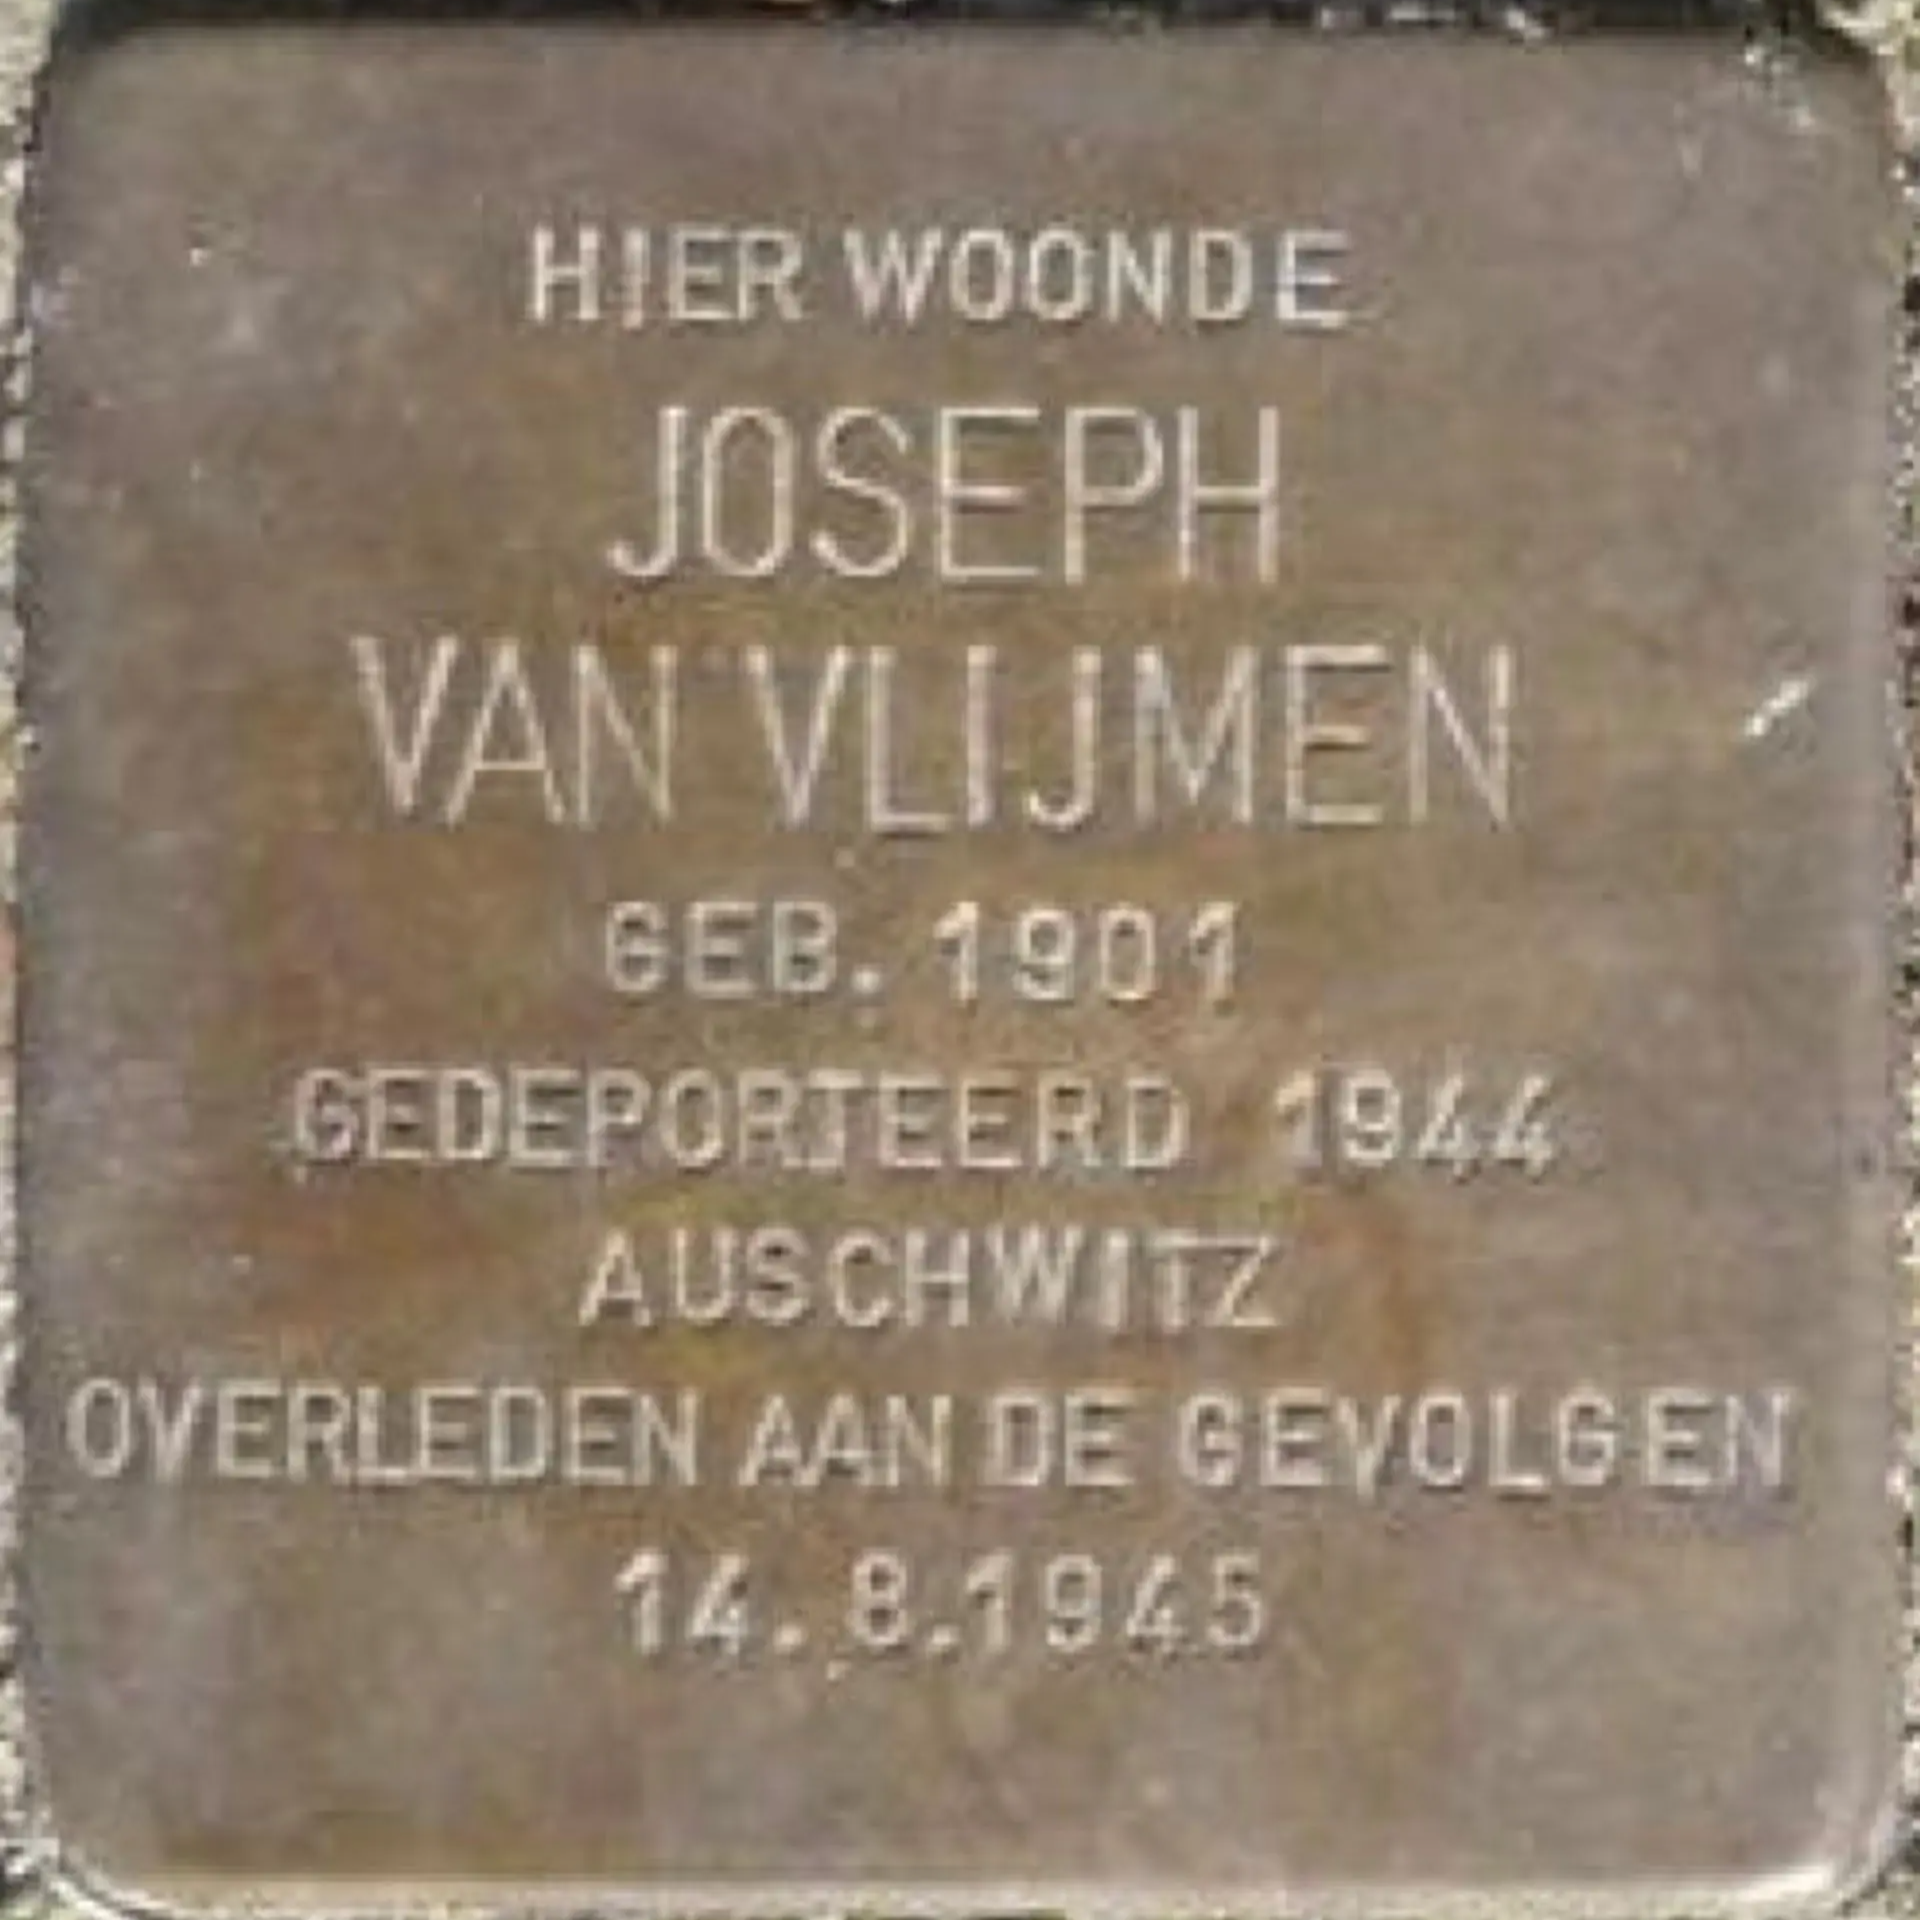 HIER WOONDE
JOSEPH
VAN VLIJMEN
GEB. 1901
GEDEPORTEERD 1944
AUSCHWITZ
OVERLEDEN AAN DE GEVOLGEN
14.8.1945